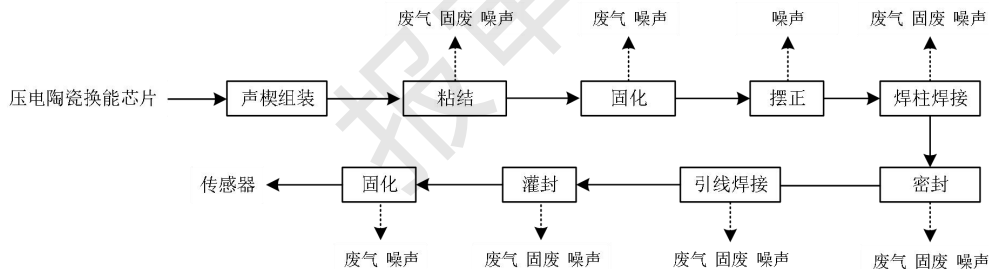 废气 固废 噪声
废气 噪声
噪声
废气 固废 噪声
压电陶瓷换能芯片
声楔组装
粘结
固化
摆正
焊柱焊接
传感器
固化
灌封
引线焊接
密封
废气 噪声
废气 固废 噪声
废气 固废 噪声
废气 固废 噪声